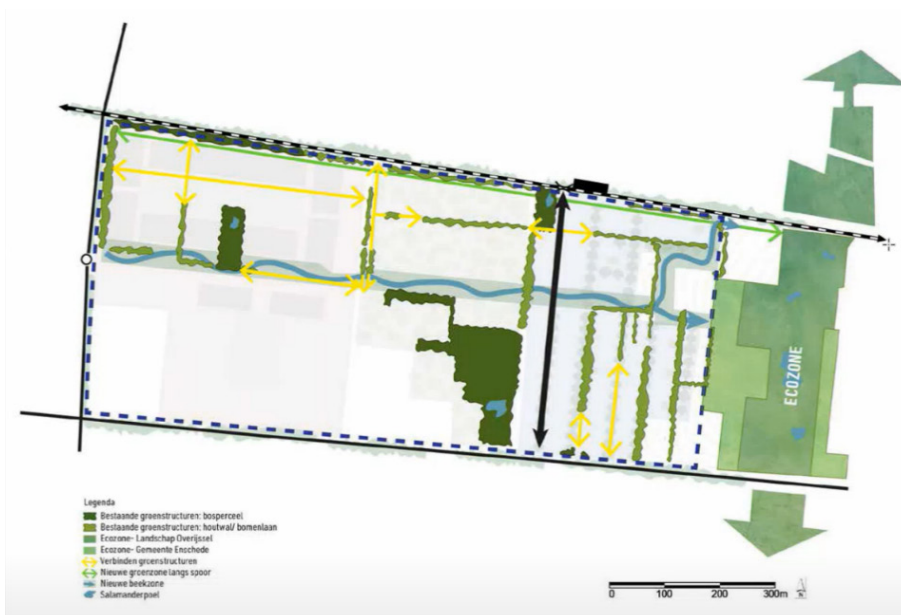 ECOZONE
Legenda
Bestaande groenstructuren: bosperceel
Bestaande groenstructuren: houtwal/ bomenlaan
Ecozone- Landschap Overijssel
Ecozone- Gemeente Enschede
Verbinden groenstructuren
Nieuwe groenzone langs spoor
Nieuwe beekzone
Salamanderpoel
0 100 200 300m